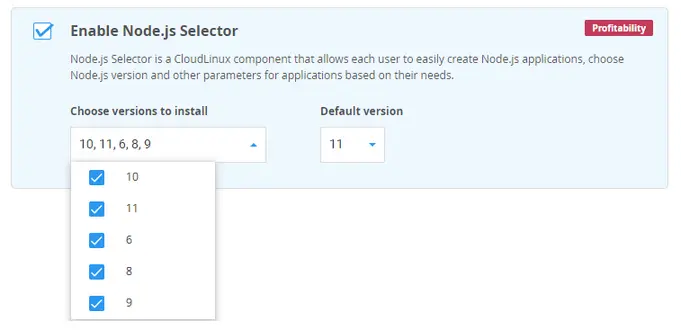 Enable Node.js Selector
Profitability
Node.js Selector is a CloudLinux component that allows each user to easily create Node.js applications, choose
Node.js version and other parameters for applications based on their needs.
Choose versions to install
Default version
10, 11, 6, 8, 9
11
10
11
6
8
9